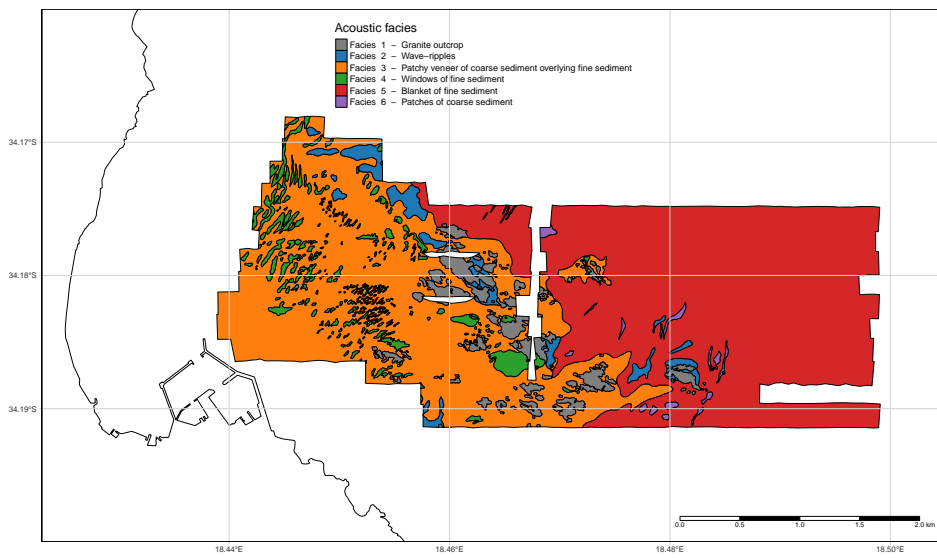 Acoustic facies
Facies 1 – Granite outcrop
Facies 2 – Wave–ripples
Facies 3 – Patchy veneer of coarse sediment overlying fine sediment
Facies 4 – Windows of fine sediment
Facies 5 – Blanket of fine sediment
Facies 6 – Patches of coarse sediment
34.17°S
34.18°S
34.19°S
0.0 0.5 1.0 1.5 2.0 km
18.44°E 18.46°E 18.48°E 18.50°E